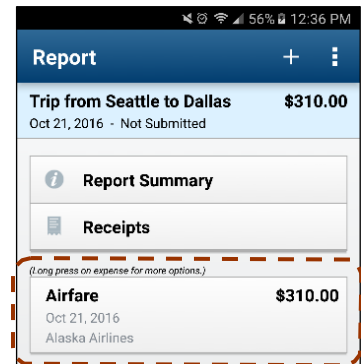 56% 12:36 PM
Report
Trip from Seattle to Dallas $310.00
Oct 21, 2016 - Not Submitted
Report Summary
Receipts
(Long press on expense for more options.)
Airfare $310.00
Oct 21, 2016
Alaska Airlines